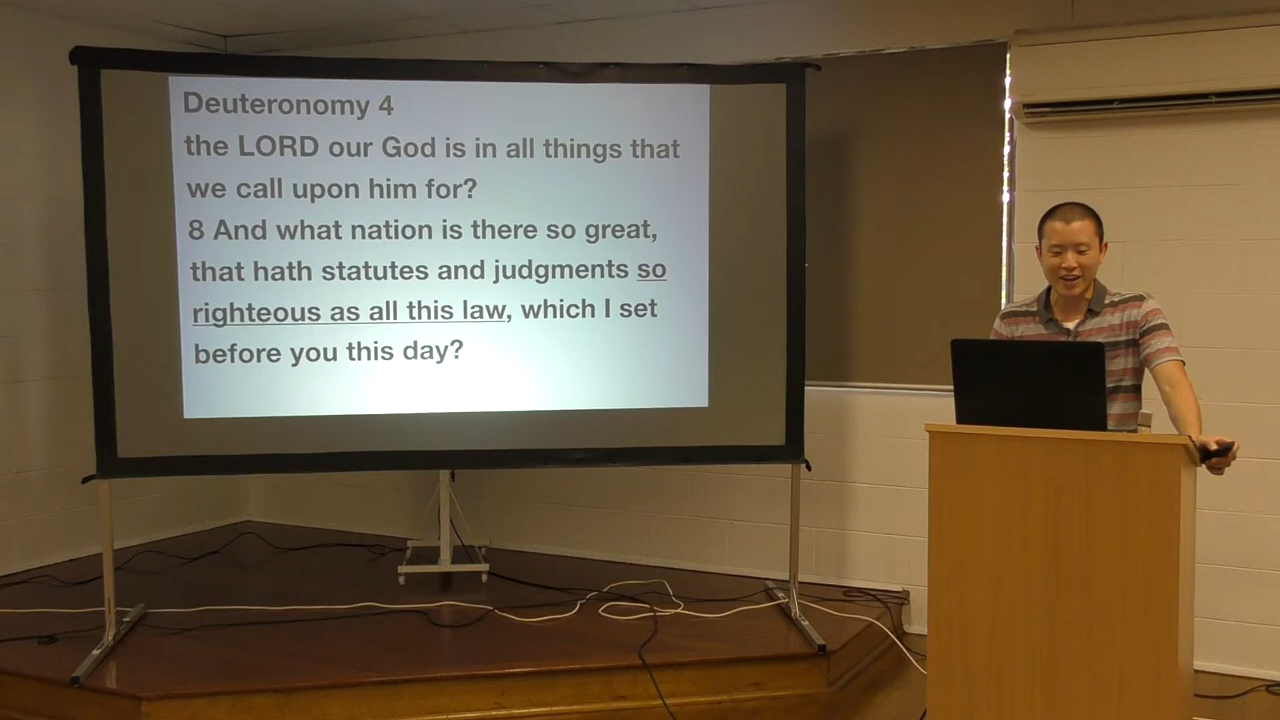 Deuteronomy 4
the LORD our God is in all things that
we call upon him for?
8 And what nation is there so great,
that hath statutes and judgments so
righteous as all this law, which I set
before you this day?